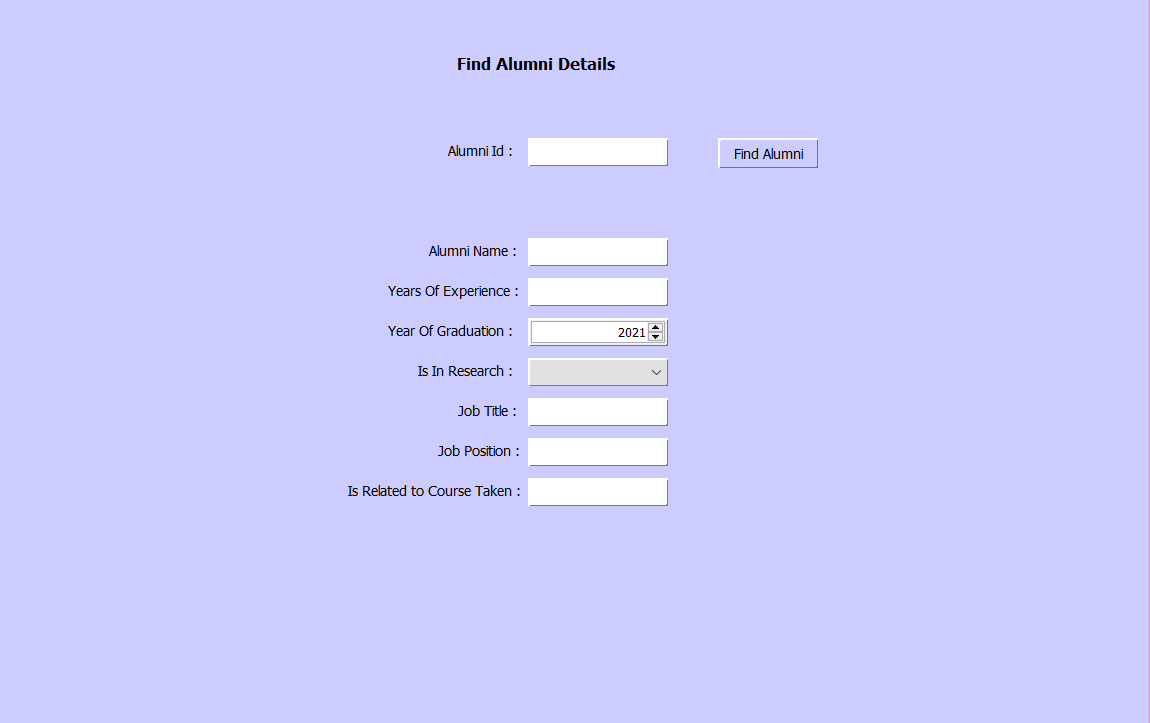 Find Alumni Details
Alumni Id :
Find Alumni
Alumni Name :
Years Of Experience :
Year Of Graduation : 2021
Is In Research :
Job Title :
Job Position :
Is Related to Course Taken :